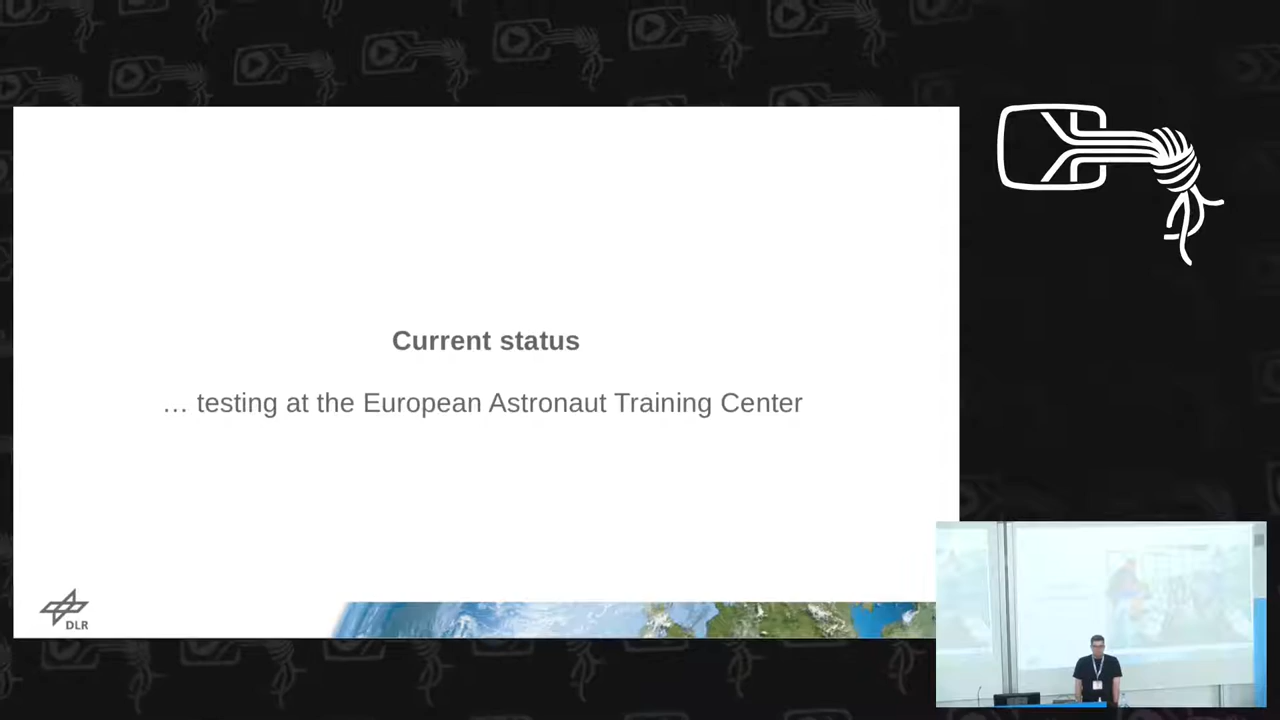 Current status
… testing at the European Astronaut Training Center
DLR